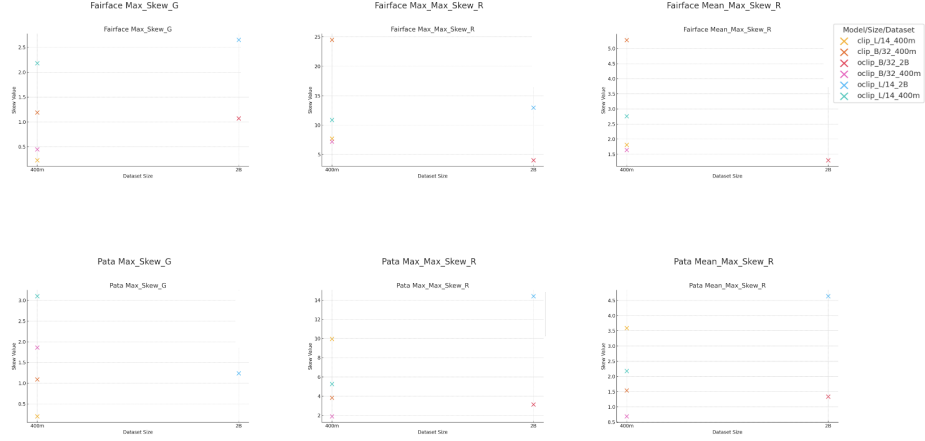 Fairface Max_Skew_G
Fairface Max_Max_Skew_R
Fairface Mean_Max_Skew_R
Fairface Max_Skew_G
2.5
2.0
1.5
1.0
0.5
Skew Value
400m
2B
Dataset Size
Fairface Max_Max_Skew_R
25
20
15
10
5
Skew Value
400m
2B
Dataset Size
Fairface Mean_Max_Skew_R
5.0
4.5
4.0
3.5
3.0
2.5
2.0
1.5
Skew Value
400m
2B
Dataset Size
Model/Size/Dataset
clip_L/14_400m
clip_B/32_400m
oclip_B/32_2B
oclip_B/32_400m
oclip_L/14_2B
oclip_L/14_400m
Pata Max_Skew_G
Pata Max_Max_Skew_R
Pata Mean_Max_Skew_R
Pata Max_Skew_G
3.0
2.5
2.0
1.5
1.0
0.5
Skew Value
400m
2B
Dataset Size
Pata Max_Max_Skew_R
14
12
10
8
6
4
2
Skew Value
400m
2B
Dataset Size
Pata Mean_Max_Skew_R
4.5
4.0
3.5
3.0
2.5
2.0
1.5
1.0
0.5
Skew Value
400m
2B
Dataset Size